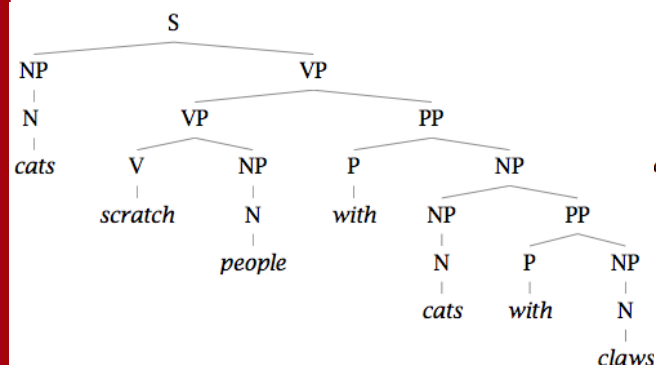 S
NP VP
N VP PP
cats V NP P NP
scratch N with NP PP
people N P NP
cats with N
claws